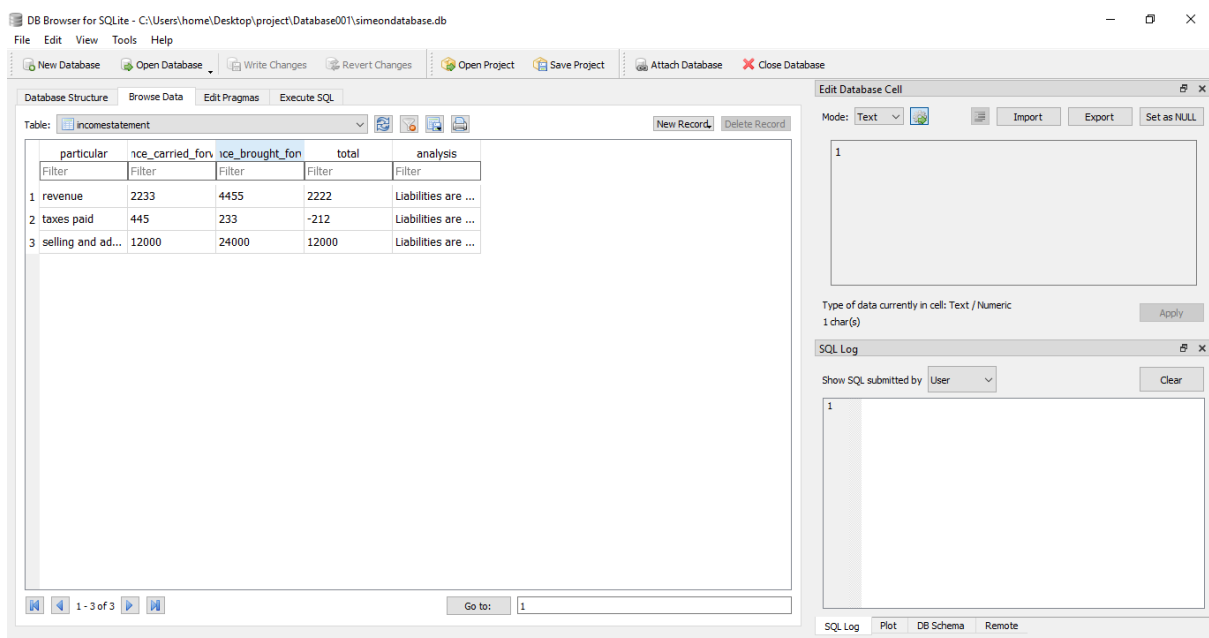 DB Browser for SQLite - C:\Users\home\Desktop\project\Database001\simeondatabase.db
File Edit View Tools Help
New Database Open Database Write Changes Revert Changes Open Project Save Project Attach Database Close Database
Database Structure Browse Data Edit Pragmas Execute SQL
Table: incomestatement New Record Delete Record
particular nce_carried_forv nce_brought_forv total analysis
Filter Filter Filter Filter Filter
1 revenue 2233 4455 2222 Liabilities are ...
2 taxes paid 445 233 -212 Liabilities are ...
3 selling and ad... 12000 24000 12000 Liabilities are ...
1 - 3 of 3 Go to: 1
Edit Database Cell
Mode: Text Import Export Set as NULL
1
Type of data currently in cell: Text / Numeric
1 char(s) Apply
SQL Log
Show SQL submitted by User Clear
1
SQL Log Plot DB Schema Remote